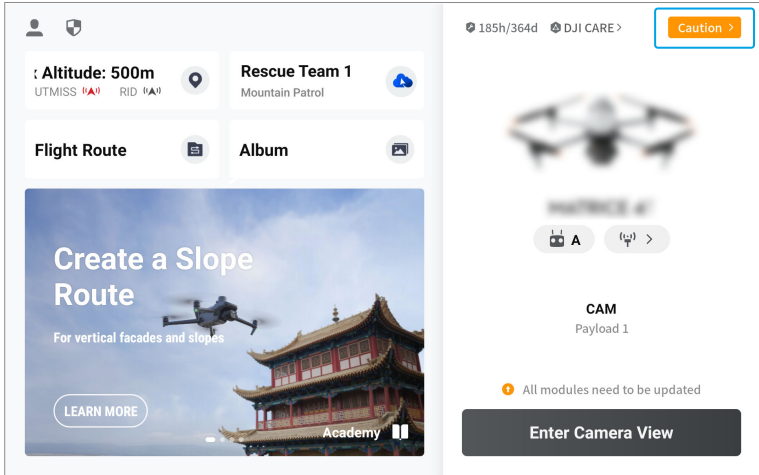 : Altitude: 500m
UTMISS RID
Rescue Team 1
Mountain Patrol
Flight Route
Album
Create a Slope
Route
For vertical facades and slopes
LEARN MORE
Academy
185h/364d DJI CARE >
Caution >
A
CAM
Payload 1
All modules need to be updated
Enter Camera View